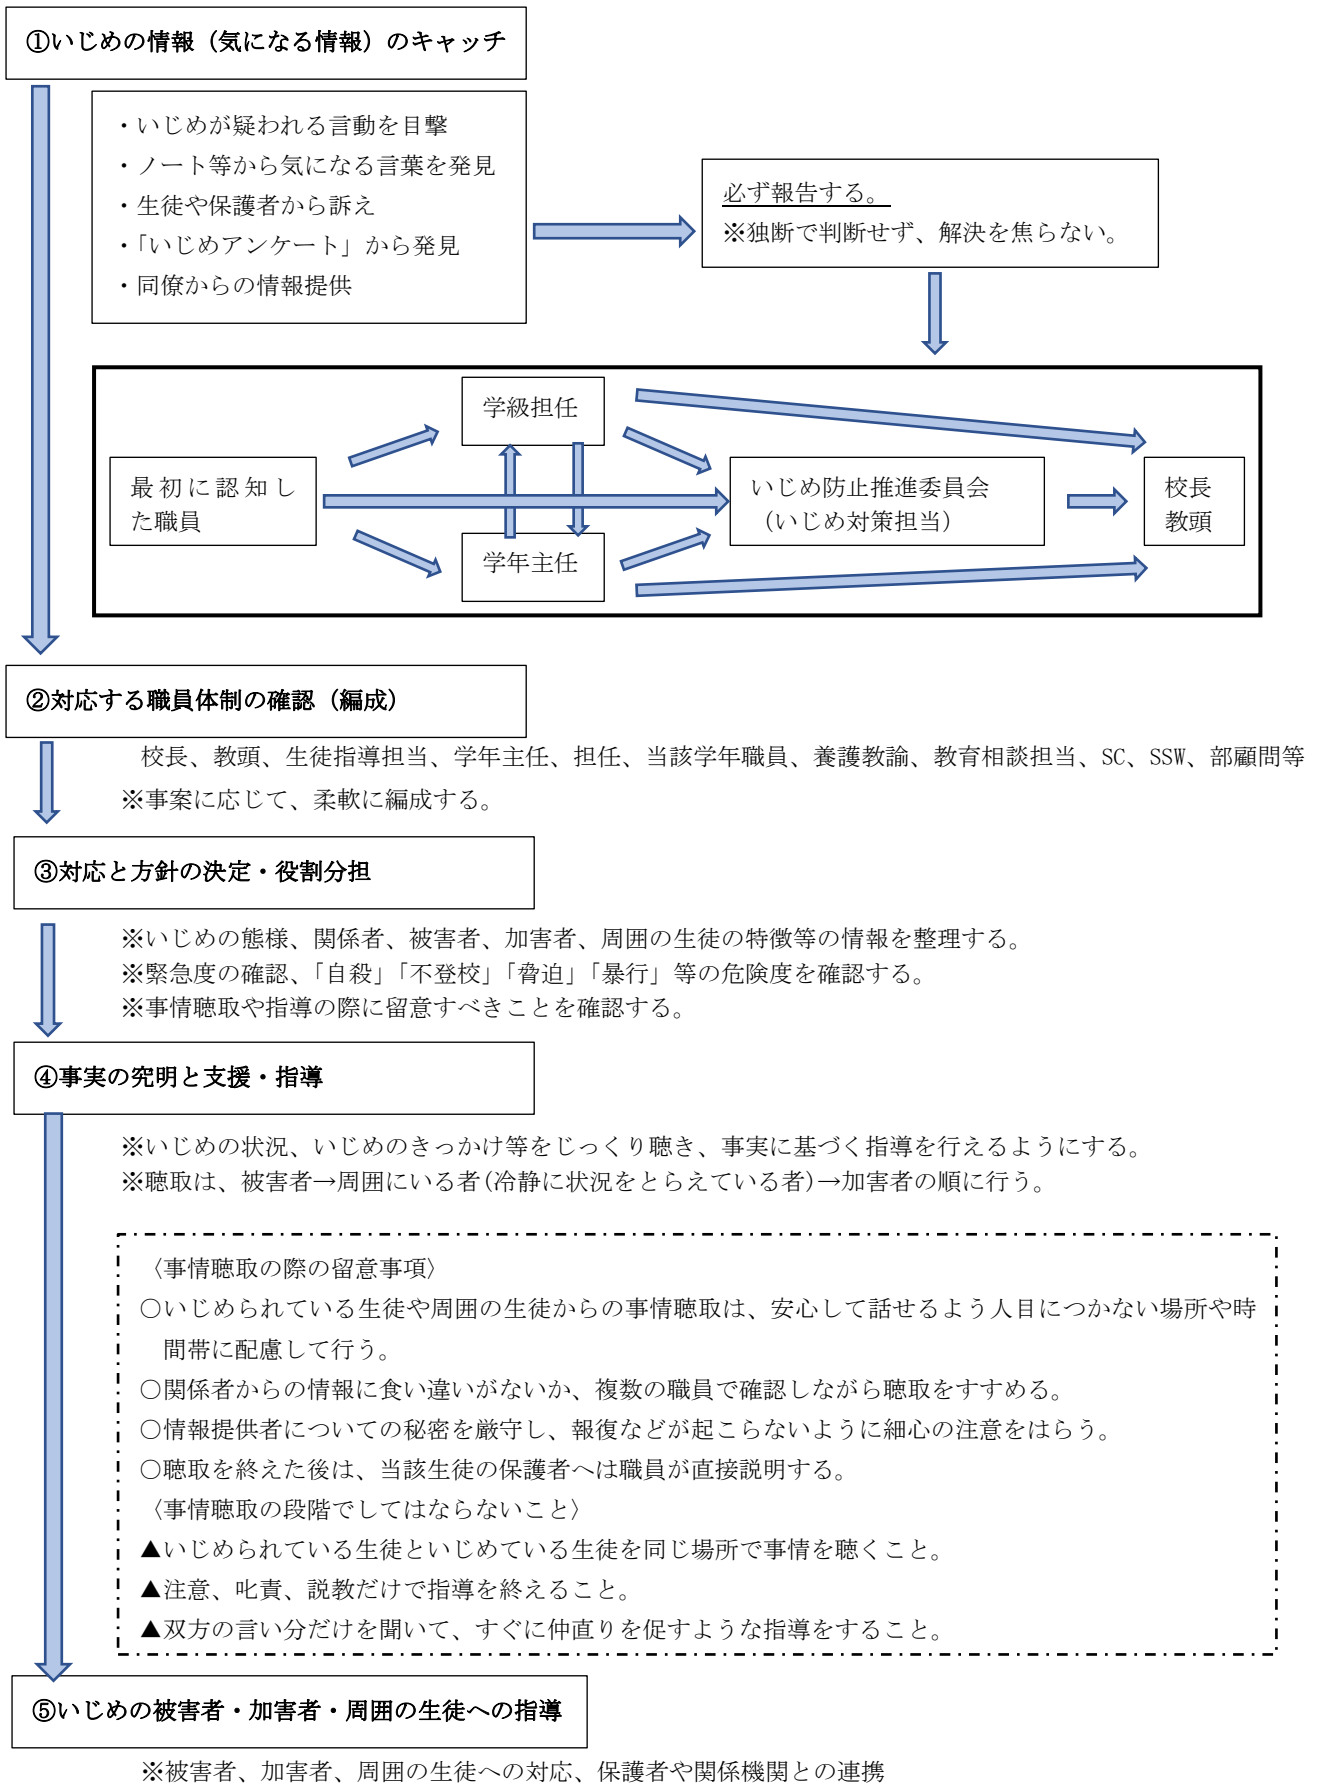 ①いじめの情報（気になる情報）のキャッチ
・いじめが疑われる言動を目撃
・ノート等から気になる言葉を発見
・生徒や保護者から訴え
・「いじめアンケート」から発見
・同僚からの情報提供
必ず報告する。
※独断で判断せず、解決を焦らない。
学級担任
最初に認知し
た職員
いじめ防止推進委員会
（いじめ対策担当）
校長
教頭
学年主任
②対応する職員体制の確認（編成）
校長、教頭、生徒指導担当、学年主任、担任、当該学年職員、養護教諭、教育相談担当、SC、SSW、部顧問等
※事案に応じて、柔軟に編成する。
③対応と方針の決定・役割分担
※いじめの態様、関係者、被害者、加害者、周囲の生徒の特徴等の情報を整理する。
※緊急度の確認、「自殺」「不登校」「脅迫」「暴行」等の危険度を確認する。
※事情聴取や指導の際に留意すべきことを確認する。
④事実の究明と支援・指導
※いじめの状況、いじめのきっかけ等をじっくり聴き、事実に基づく指導を行えるようにする。
※聴取は、被害者→周囲にいる者(冷静に状況をとらえている者)→加害者の順に行う。
〈事情聴取の際の留意事項〉
○いじめられている生徒や周囲の生徒からの事情聴取は、安心して話せるよう人目につかない場所や時
間帯に配慮して行う。
○関係者からの情報に食い違いがないか、複数の職員で確認しながら聴取をすすめる。
○情報提供者についての秘密を厳守し、報復などが起こらないように細心の注意をはらう。
○聴取を終えた後は、当該生徒の保護者へは職員が直接説明する。
〈事情聴取の段階でしてはならないこと〉
▲いじめられている生徒といじめている生徒を同じ場所で事情を聴くこと。
▲注意、叱責、説教だけで指導を終えること。
▲双方の言い分だけを聞いて、すぐに仲直りを促すような指導をすること。
⑤いじめの被害者・加害者・周囲の生徒への指導
※被害者、加害者、周囲の生徒への対応、保護者や関係機関との連携